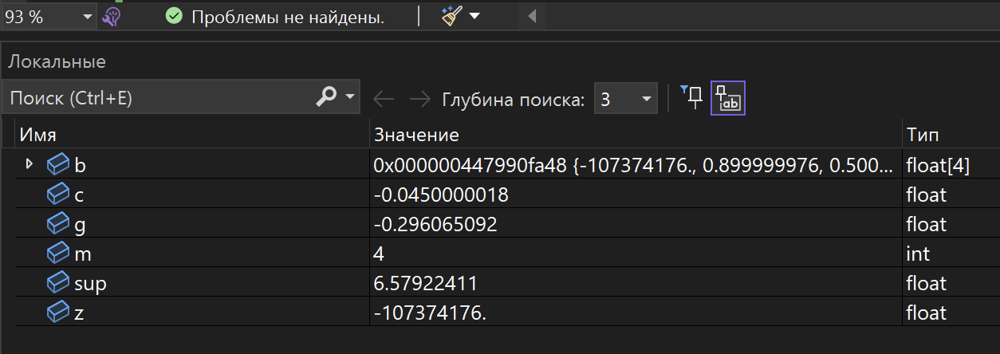 93 % Проблемы не найдены.
Локальные
Поиск (Ctrl+E) Глубина поиска: 3
Имя Значение Тип
b 0x000000447990fa48 {-107374176., 0.899999976, 0.500... float[4]
c -0.0450000018 float
g -0.296065092 float
m 4 int
sup 6.57922411 float
z -107374176. float